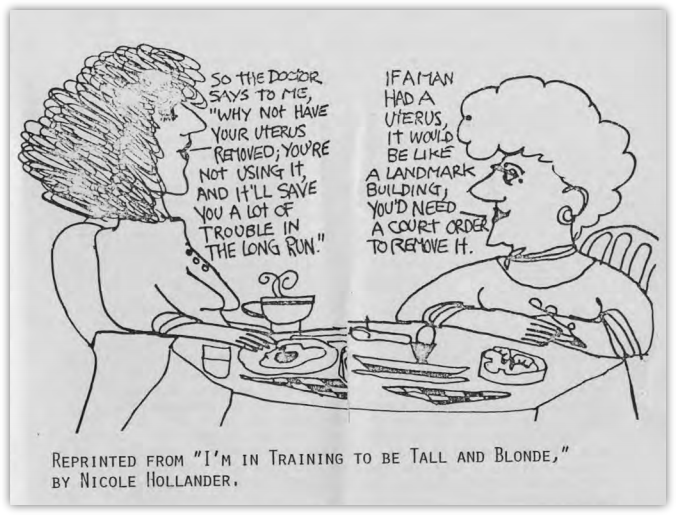 SO THE DOCTOR
SAYS TO ME,
"WHY NOT HAVE
YOUR UTERUS
REMOVED; YOU'RE
NOT USING IT,
AND IT'LL SAVE
YOU A LOT OF
TROUBLE IN
THE LONG RUN."
IF A MAN
HAD A
UTERUS,
IT WOULD
BE LIKE
A LANDMARK
BUILDING,
YOU'D NEED
A COURT ORDER
TO REMOVE IT.
REPRINTED FROM "I'M IN TRAINING TO BE TALL AND BLONDE,"
BY NICOLE HOLLANDER.